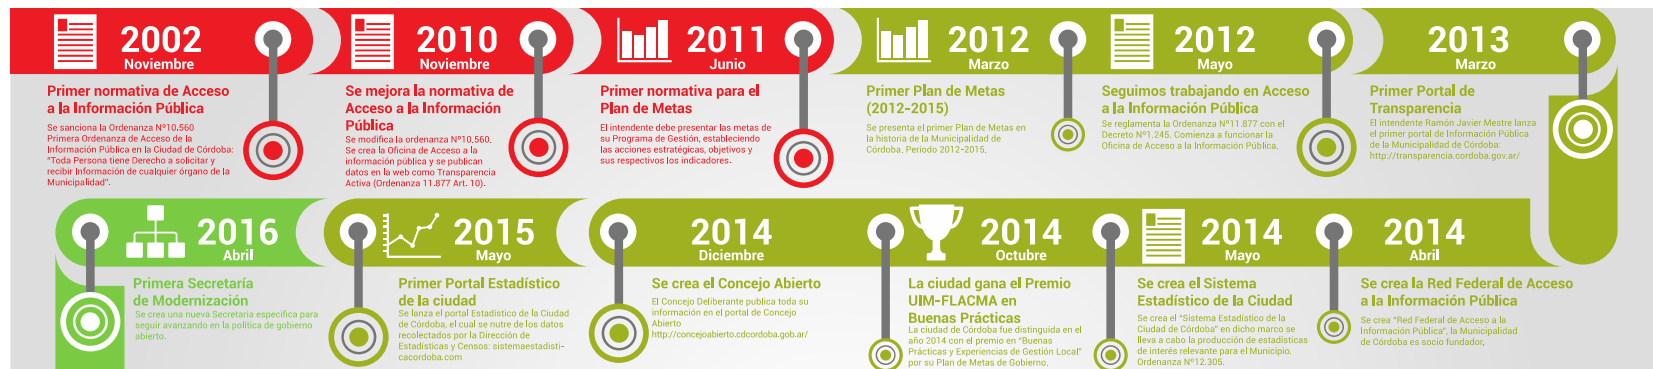 2002
Noviembre
Primer normativa de Acceso
a la Información Pública
Se sanciona la Ordenanza Nº10.560
Primera Ordenanza de Acceso de la
Información Pública en la Ciudad de Córdoba:
"Toda Persona tiene Derecho a solicitar y
recibir Información de cualquier órgano de la
Municipalidad".
2010
Noviembre
Se mejora la normativa de
Acceso a la Información
Pública
Se modifica la ordenanza Nº10.560.
Se crea la Oficina de Acceso a la
información pública y se publican
datos en la web como Transparencia
Activa (Ordenanza 11.877 Art. 10).
2011
Junio
Primer normativa para el
Plan de Metas
El intendente debe presentar las metas de
su Programa de Gestión, estableciendo
las acciones estratégicas, objetivos y
sus respectivos los indicadores.
2012
Marzo
Primer Plan de Metas
(2012-2015)
Se presenta el primer Plan de Metas en
la historia de la Municipalidad de
Córdoba. Período 2012-2015.
2012
Mayo
Seguimos trabajando en Acceso
a la Información Pública
Se reglamenta la Ordenanza Nº11.877 con el
Decreto Nº1.245. Comienza a funcionar la
Oficina de Acceso a la Información Pública.
2013
Marzo
Primer Portal de
Transparencia
El intendente Ramón Javier Mestre lanza
el primer portal de Información Pública
de la Municipalidad de Córdoba:
http://transparencia.cordoba.gov.ar/
2016
Abril
Primera Secretaría
de Modernización
Se crea una nueva Secretaria específica para
seguir avanzando en la política de gobierno
abierto.
2015
Mayo
Primer Portal Estadístico
de la ciudad
Se lanza el portal Estadístico de la Ciudad
de Córdoba, el cual se nutre de los datos
recolectados por la Dirección de
Estadísticas y Censos: sistemaestadisti-
cacordoba.com
2014
Diciembre
Se crea el Concejo Abierto
El Concejo Deliberante publica toda su
información en el portal de Concejo
Abierto
http://concejoabierto.cdcordoba.gob.ar/
2014
Octubre
La ciudad gana el Premio
UIM-FLACMA en
Buenas Prácticas
La ciudad de Córdoba fue distinguida en el
año 2014 con el premio en "Buenas
Prácticas y Experiencias de Gestión Local"
por su Plan de Metas de Gobierno.
2014
Mayo
Se crea el Sistema
Estadístico de la Ciudad
Se crea el "Sistema Estadístico de la
Ciudad de Córdoba" en dicho marco se
lleva a cabo la producción de estadísticas
de interés relevante para el Municipio.
Ordenanza Nº12.305.
2014
Abril
Se crea la Red Federal de Acceso
a la Información Pública
Se crea "Red Federal de Acceso a la
Información Pública", la Municipalidad
de Córdoba es socio fundador.